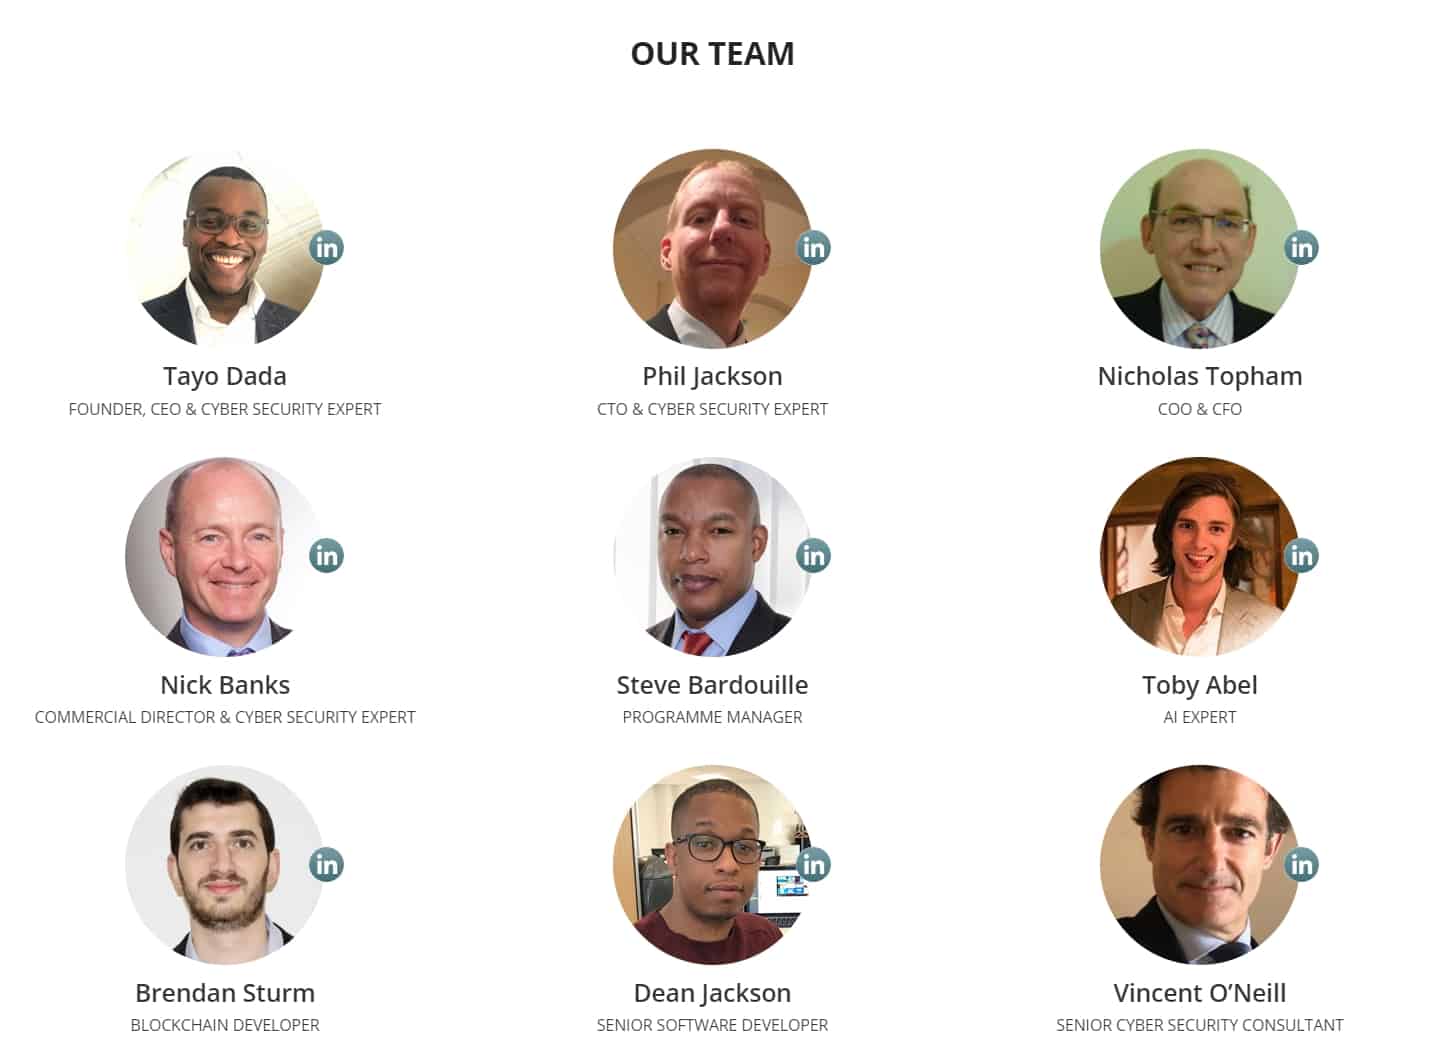 OUR TEAM
in
in
in
Tayo Dada
Phil Jackson
Nicholas Topham
FOUNDER, CEO & CYBER SECURITY EXPERT
CTO & CYBER SECURITY EXPERT
COO & CFO
in
in
in
Nick Banks
Steve Bardouille
Toby Abel
COMMERCIAL DIRECTOR & CYBER SECURITY EXPERT
PROGRAMME MANAGER
AI EXPERT
in
in
in
Brendan Sturm
Dean Jackson
Vincent O’Neill
BLOCKCHAIN DEVELOPER
SENIOR SOFTWARE DEVELOPER
SENIOR CYBER SECURITY CONSULTANT